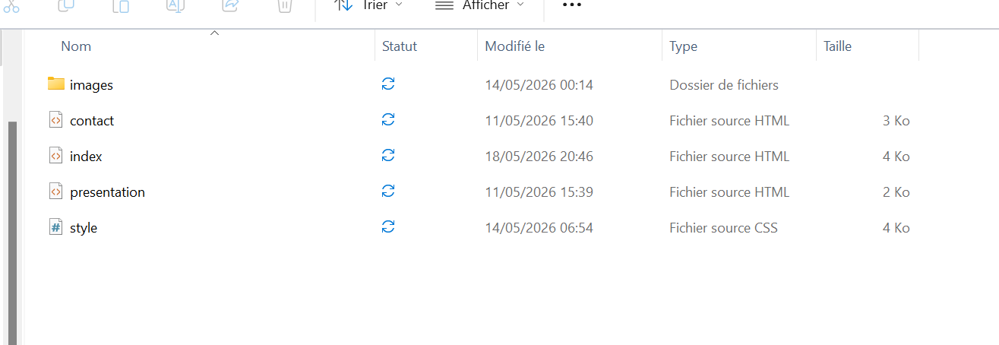 Trier Afficher
Nom Statut Modifié le Type Taille
images 14/05/2026 00:14 Dossier de fichiers
contact 11/05/2026 15:40 Fichier source HTML 3 Ko
index 18/05/2026 20:46 Fichier source HTML 4 Ko
presentation 11/05/2026 15:39 Fichier source HTML 2 Ko
style 14/05/2026 06:54 Fichier source CSS 4 Ko